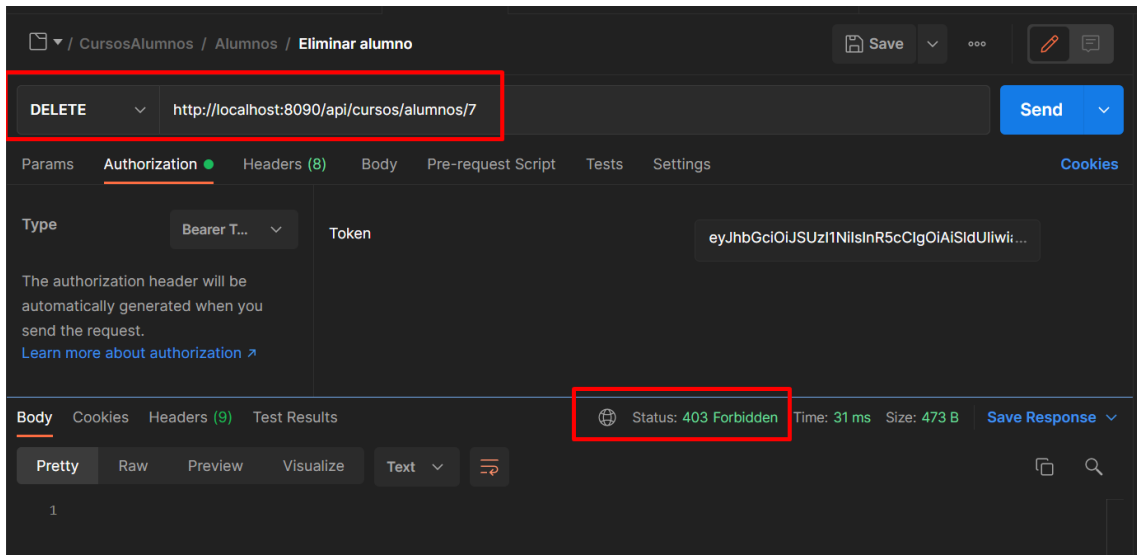 / CursosAlumnos / Alumnos / Eliminar alumno
Save
DELETE
http://localhost:8090/api/cursos/alumnos/7
Send
Params Authorization Headers (8) Body Pre-request Script Tests Settings Cookies
Type
Bearer T...
Token
eyJhbGciOiJSUzI1NiIsInR5cCIgOiAiSldUIiwi...
The authorization header will be
automatically generated when you
send the request.
Learn more about authorization ↗
Body Cookies Headers (9) Test Results
Status: 403 Forbidden Time: 31 ms Size: 473 B Save Response
Pretty Raw Preview Visualize Text
1